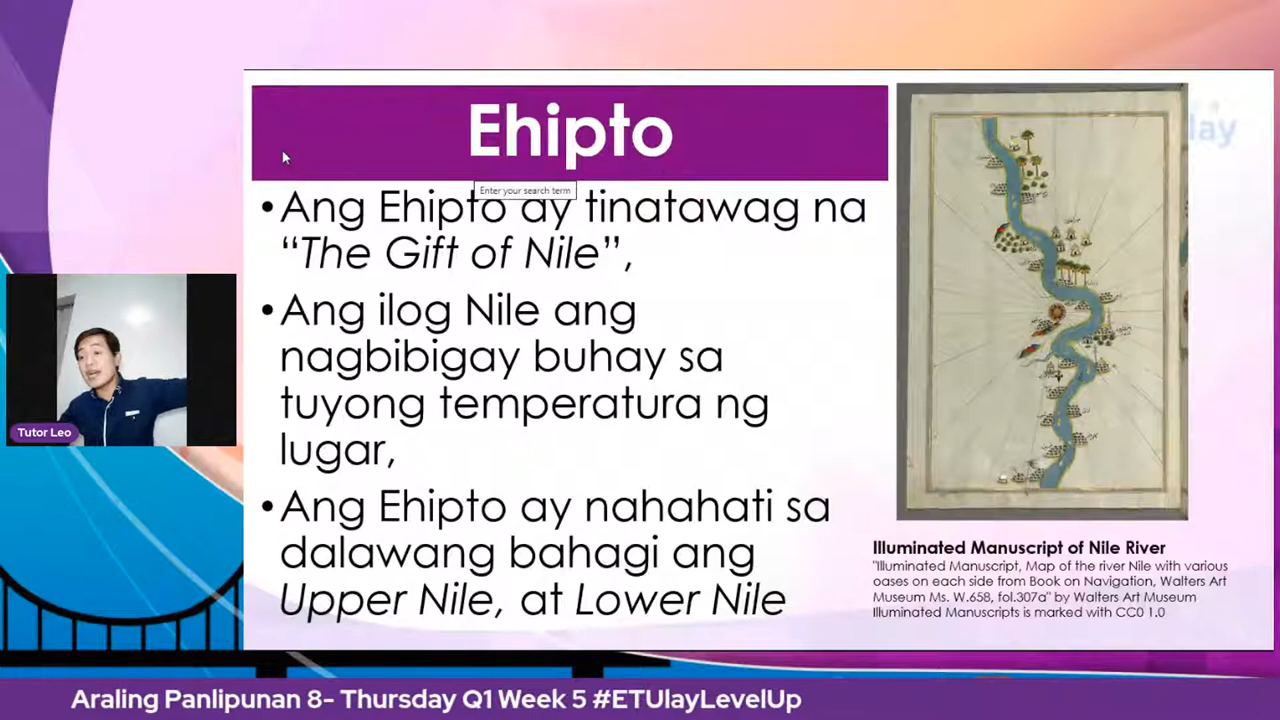 Ehipto
Enter your search term
• Ang Ehipto ay tinatawag na
“The Gift of Nile”,
• Ang ilog Nile ang
nagbibigay buhay sa
tuyong temperatura ng
lugar,
• Ang Ehipto ay nahahati sa
dalawang bahagi ang
Upper Nile, at Lower Nile
lay
Illuminated Manuscript of Nile River
"Illuminated Manuscript, Map of the river Nile with various
oases on each side from Book on Navigation, Walters Art
Museum Ms. W.658, fol.307a" by Walters Art Museum
Illuminated Manuscripts is marked with CC0 1.0
Tutor Leo
Araling Panlipunan 8- Thursday Q1 Week 5 #ETUlayLevelUp